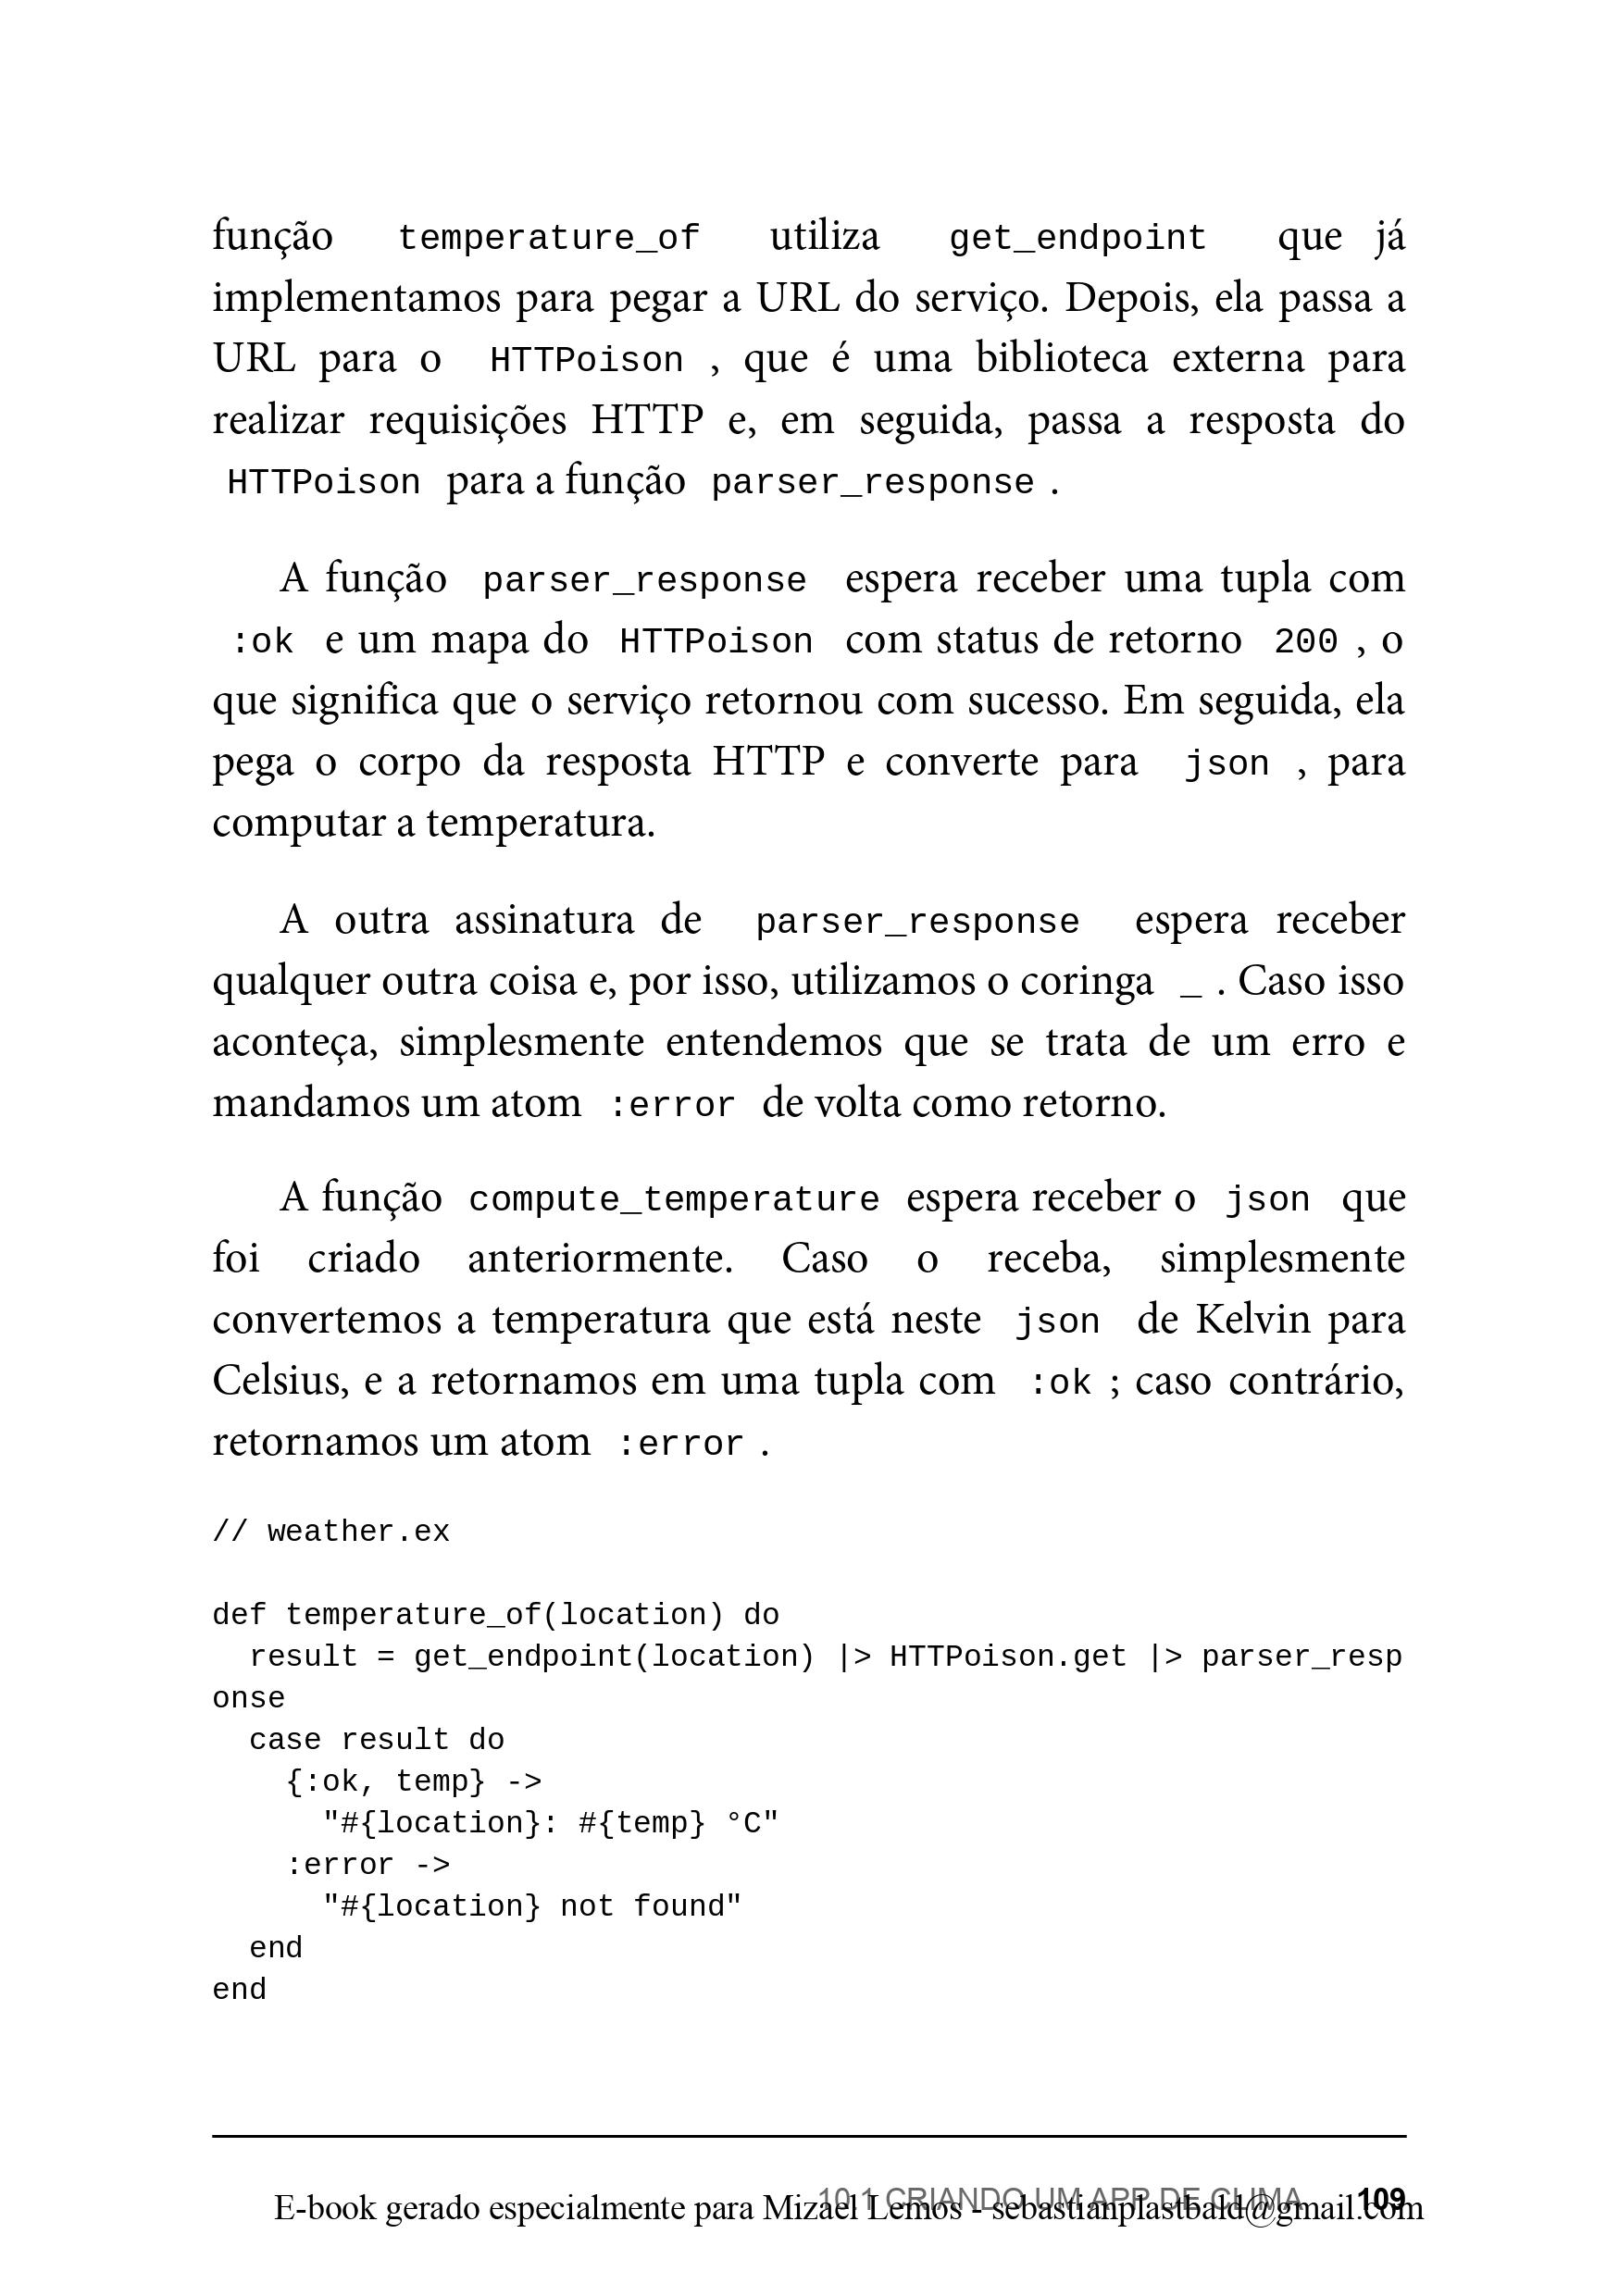 função temperature_of utiliza get_endpoint que já
implementamos para pegar a URL do serviço. Depois, ela passa a
URL para o HTTPoison , que é uma biblioteca externa para
realizar requisições HTTP e, em seguida, passa a resposta do
HTTPoison para a função parser_response .
A função parser_response espera receber uma tupla com
:ok e um mapa do HTTPoison com status de retorno 200 , o
que significa que o serviço retornou com sucesso. Em seguida, ela
pega o corpo da resposta HTTP e converte para json , para
computar a temperatura.
A outra assinatura de parser_response espera receber
qualquer outra coisa e, por isso, utilizamos o coringa _ . Caso isso
aconteça, simplesmente entendemos que se trata de um erro e
mandamos um atom :error de volta como retorno.
A função compute_temperature espera receber o json que
foi criado anteriormente. Caso o receba, simplesmente
convertemos a temperatura que está neste json de Kelvin para
Celsius, e a retornamos em uma tupla com :ok ; caso contrário,
retornamos um atom :error .
// weather.ex
def temperature_of(location) do
  result = get_endpoint(location) |> HTTPoison.get |> parser_resp
onse
  case result do
    {:ok, temp} ->
      "#{location}: #{temp} °C"
    :error ->
      "#{location} not found"
  end
end
10.1 CRIANDO UM APP DE CLIMA 109
E-book gerado especialmente para Mizael Lemos - sebastianplastbald@gmail.com